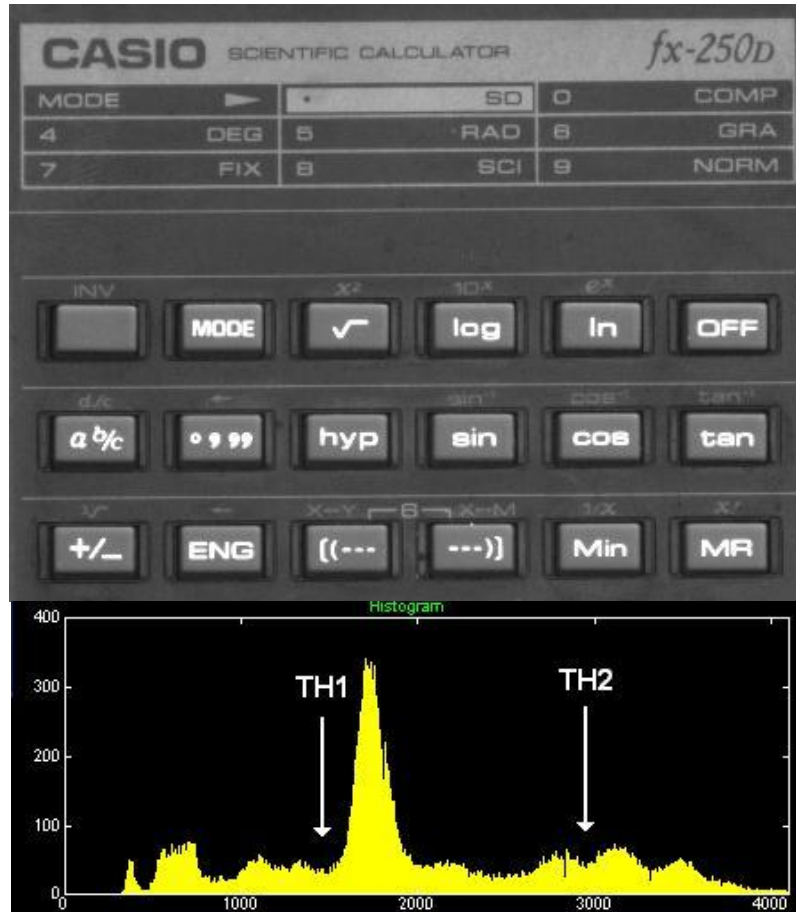 CASIO SCIENTIFIC CALCULATOR fx-250D
MODE ► · SD 0 COMP
4 DEG 5 RAD 6 GRA
7 FIX 8 SCI 9 NORM
INV x² 10ˣ eˣ
MODE √ log ln OFF
d/c ← sin⁻¹ cos⁻¹ tan⁻¹
a b/c ° ’ ’’ hyp sin cos tan
← X↔Y 6 X↔M 1/X X!
+/− ENG [(--- ---)] Min MR
Histogram
400
300
200
100
0
TH1
TH2
0 1000 2000 3000 4000